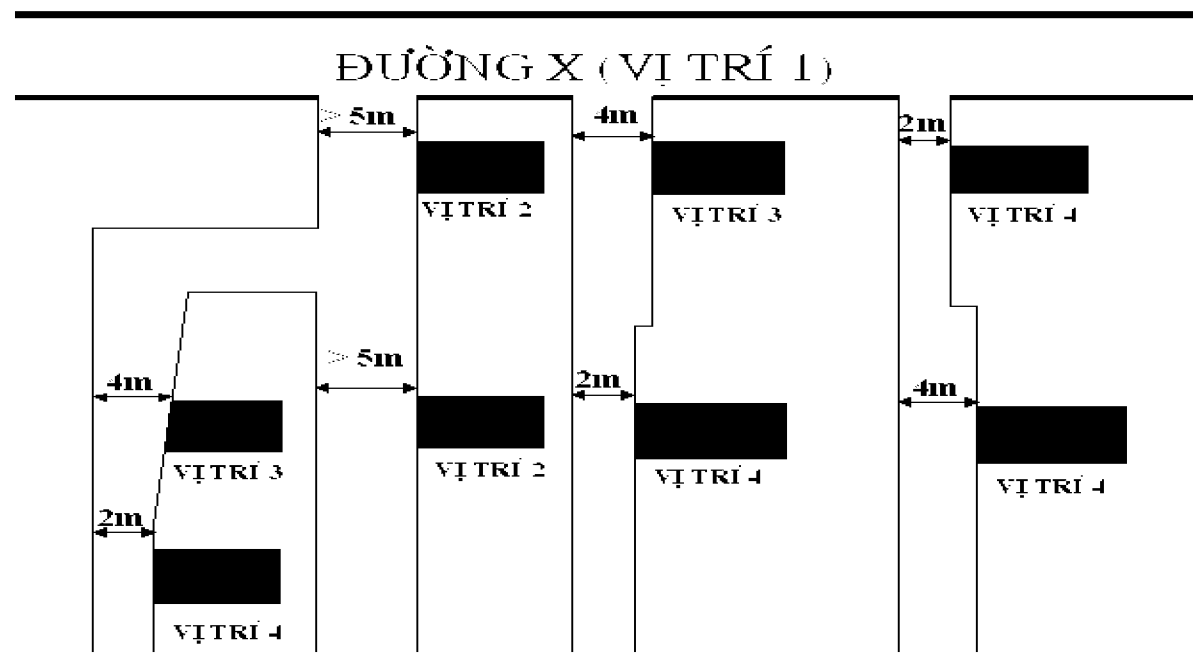 ĐƯỜNG X ( VỊ TRÍ 1)
> 5m
4m
2m
VỊ TRÍ 2
VỊ TRÍ 3
VỊ TRÍ 4
> 5m
4m
2m
4m
VỊ TRÍ 3
VỊ TRÍ 2
VỊ TRÍ 4
VỊ TRÍ 4
2m
VỊ TRÍ 4